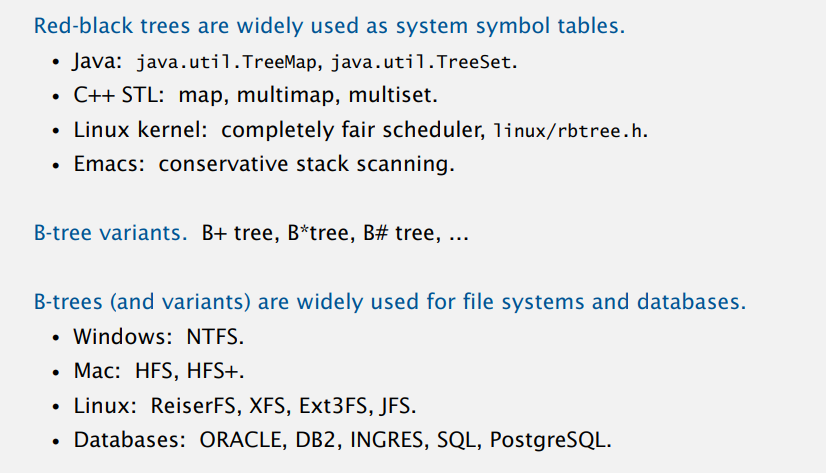 Red-black trees are widely used as system symbol tables.
• Java: java.util.TreeMap, java.util.TreeSet.
• C++ STL: map, multimap, multiset.
• Linux kernel: completely fair scheduler, linux/rbtree.h.
• Emacs: conservative stack scanning.
B-tree variants. B+ tree, B*tree, B# tree, …
B-trees (and variants) are widely used for file systems and databases.
• Windows: NTFS.
• Mac: HFS, HFS+.
• Linux: ReiserFS, XFS, Ext3FS, JFS.
• Databases: ORACLE, DB2, INGRES, SQL, PostgreSQL.